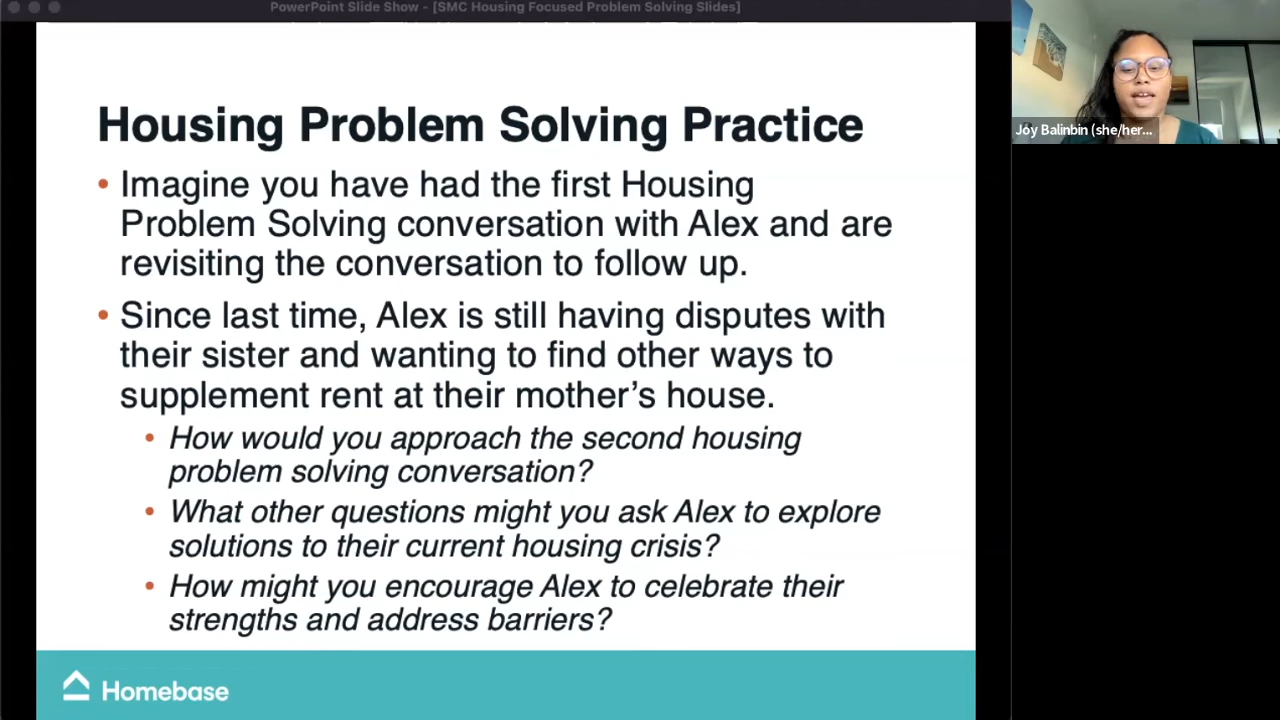 PowerPoint Slide Show - [SMC Housing Focused Problem Solving Slides]
Housing Problem Solving Practice
• Imagine you have had the first Housing
Problem Solving conversation with Alex and are
revisiting the conversation to follow up.
• Since last time, Alex is still having disputes with
their sister and wanting to find other ways to
supplement rent at their mother’s house.
• How would you approach the second housing
problem solving conversation?
• What other questions might you ask Alex to explore
solutions to their current housing crisis?
• How might you encourage Alex to celebrate their
strengths and address barriers?
Homebase
Joy Balinbin (she/her...